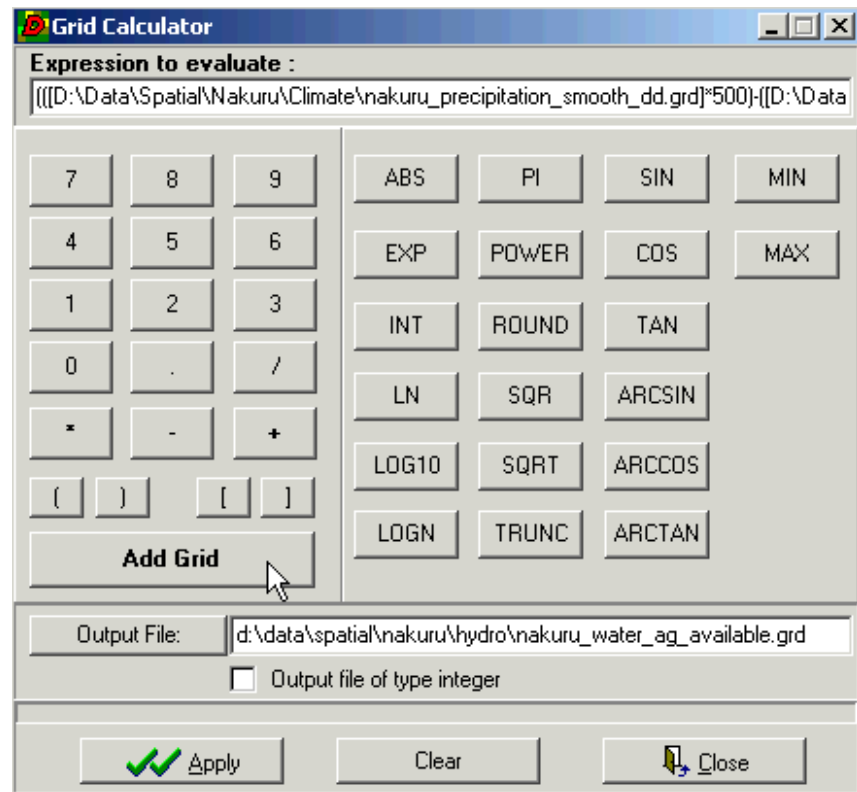 Grid Calculator
Expression to evaluate :
(([D:\Data\Spatial\Nakuru\Climate\nakuru_precipitation_smooth_dd.grd]*500)-([D:\Data
7 8 9 ABS PI SIN MIN
4 5 6 EXP POWER COS MAX
1 2 3 INT ROUND TAN
0 . / LN SQR ARCSIN
* - + LOG10 SQRT ARCCOS
( ) [ ] LOGN TRUNC ARCTAN
Add Grid
Output File: d:\data\spatial\nakuru\hydro\nakuru_water_ag_available.grd
Output file of type integer
Apply Clear Close